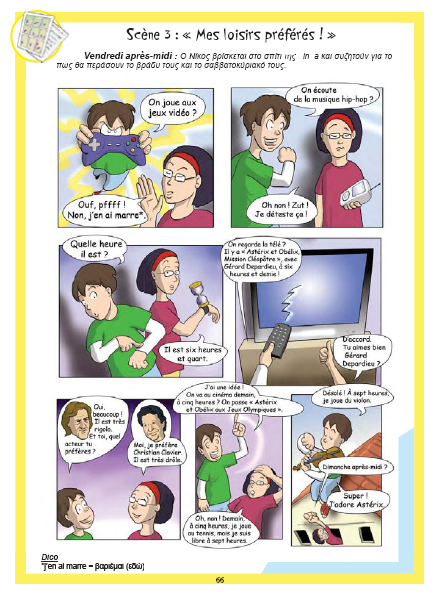 Scène 3 : « Mes loisirs préférés ! »
Vendredi après-midi : Ο Νίκος βρίσκεται στο σπίτι της και συζητούν για το
πως θα περάσουν το βράδυ τους και το σαββατοκύριακό τους.
On joue aux
jeux vidéo ?
Ouf, pffff !
Non, j'en ai marre*.
On écoute
de la musique hip-hop ?
Oh non ! Zut !
Je déteste ça !
Quelle heure
il est ?
Il est six heures
et quart.
On regarde la télé ?
Il y a « Astérix et Obélix,
Mission Cléopâtre », avec
Gérard Depardieu, à six
heures et demie !
D'accord.
Tu aimes bien
Gérard
Depardieu ?
Oui,
beaucoup !
Il est très
rigolo.
Et toi, quel
acteur tu
préfères ?
Moi, je préfère
Christian Clavier.
Il est très drôle.
J'ai une idée !
On va au cinéma demain,
à cinq heures ? On passe « Astérix
et Obélix aux Jeux Olympiques ».
Oh, non ! Demain,
à cinq heures, je joue
au tennis, mais je suis
libre à sept heures.
Désolé ! À sept heures,
je joue du violon.
Dimanche après-midi ?
Super !
J'adore Astérix.
Dico
*j'en ai marre = βαριέμαι (εδώ)
66